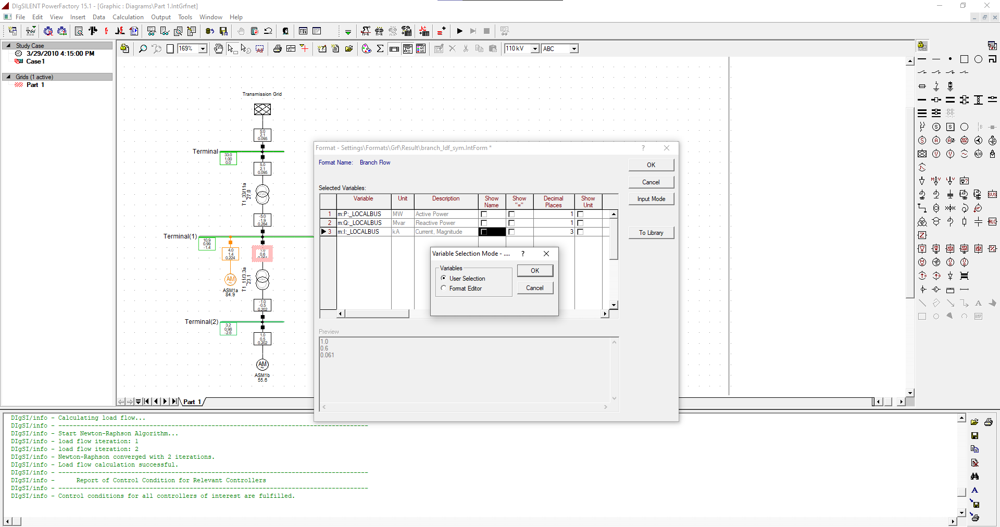 DIgSILENT PowerFactory 15.1 - [Graphic : Diagrams\Part 1.IntGrfnet]
File Edit View Insert Data Calculation Output Tools Window Help
169%
110 kV
ABC
Study Case
3/29/2010 4:15:00 PM
Case1
Grids (1 active)
Part 1
Transmission Grid
5.0
2.1
0.095
Terminal
33.0
1.00
0.0
5.0
2.1
0.095
T1_33/11a
27.0
-5.0
-1.9
0.284
Terminal(1)
10.9
0.99
-1.4
4.0
1.4
0.224
1.0
0.6
AM
ASM1a
84.9
T1_11/3.3a
23.1
-1.0
-0.5
0.202
Terminal(2)
3.2
0.98
-2.6
1.0
0.5
0.202
AM
ASM1b
55.6
Part 1
Format - Settings\Formats\Grf\Result\branch_ldf_sym.IntForm *
?
Format Name: Branch Flow
OK
Cancel
Input Mode
To Library
Selected Variables:
Variable Unit Description Show Name Show "=" Decimal Places Show Unit
1 m:P:_LOCALBUS MW Active Power 1
2 m:Q:_LOCALBUS Mvar Reactive Power 1
3 m:I:_LOCALBUS kA Current, Magnitude 3
Variable Selection Mode - ....
?
Variables
User Selection
Format Editor
OK
Cancel
Preview
1.0
0.6
0.061
DIgSI/info - Calculating load flow...
DIgSI/info - -------------------------------------------------------------------------------------
DIgSI/info - Start Newton-Raphson Algorithm...
DIgSI/info - load flow iteration: 1
DIgSI/info - load flow iteration: 2
DIgSI/info - Newton-Raphson converged with 2 iterations.
DIgSI/info - Load flow calculation successful.
DIgSI/info - -------------------------------------------------------------------------------------
DIgSI/info - Report of Control Condition for Relevant Controllers
DIgSI/info - -------------------------------------------------------------------------------------
DIgSI/info - Control conditions for all controllers of interest are fulfilled.